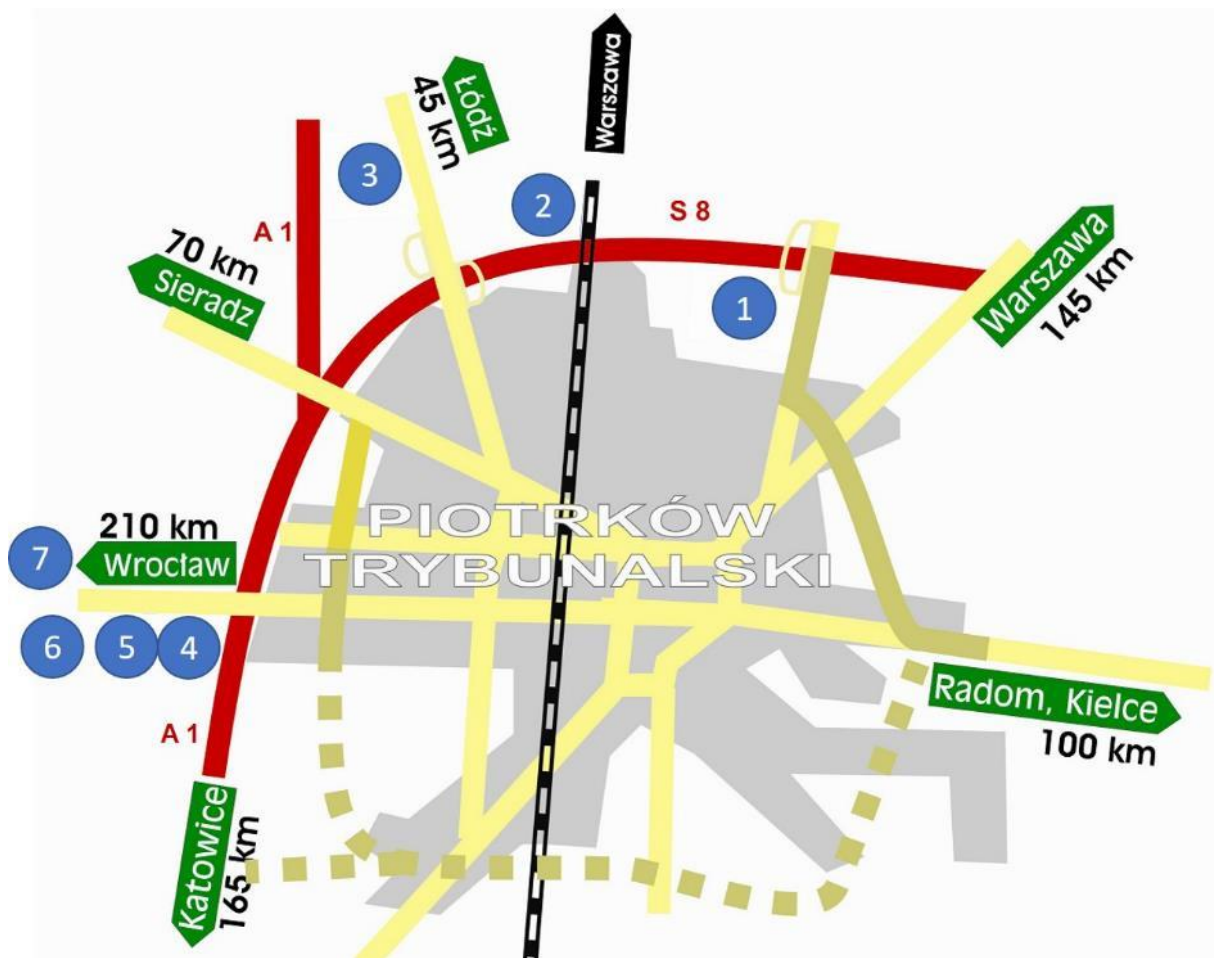 Warszawa
Łódź
45 km
3
2
S 8
A 1
70 km
Sieradz
1
Warszawa
145 km
PIOTRKÓW
TRYBUNALSKI
210 km
Wrocław
7
6
5
4
A 1
Radom, Kielce
100 km
Katowice
165 km